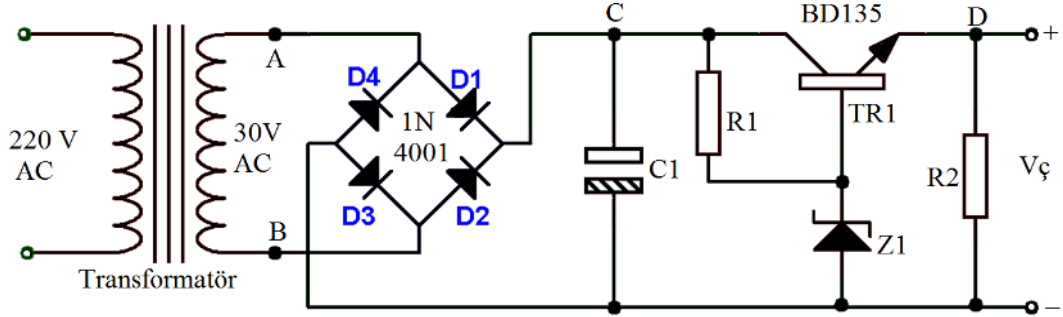 BD135
C
D
+
A
D4
D1
1N
4001
220 V
AC
30V
AC
R1
TR1
C1
R2
Vç
D3
D2
B
Z1
Transformatör
−